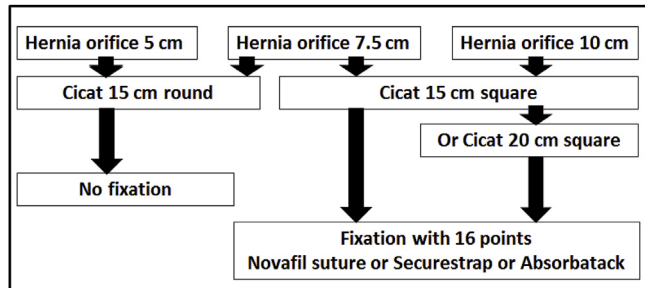 Hernia orifice 5 cm
Hernia orifice 7.5 cm
Hernia orifice 10 cm
Cicat 15 cm round
Cicat 15 cm square
Or Cicat 20 cm square
No fixation
Fixation with 16 points
Novafil suture or Securestrap or Absorbatack